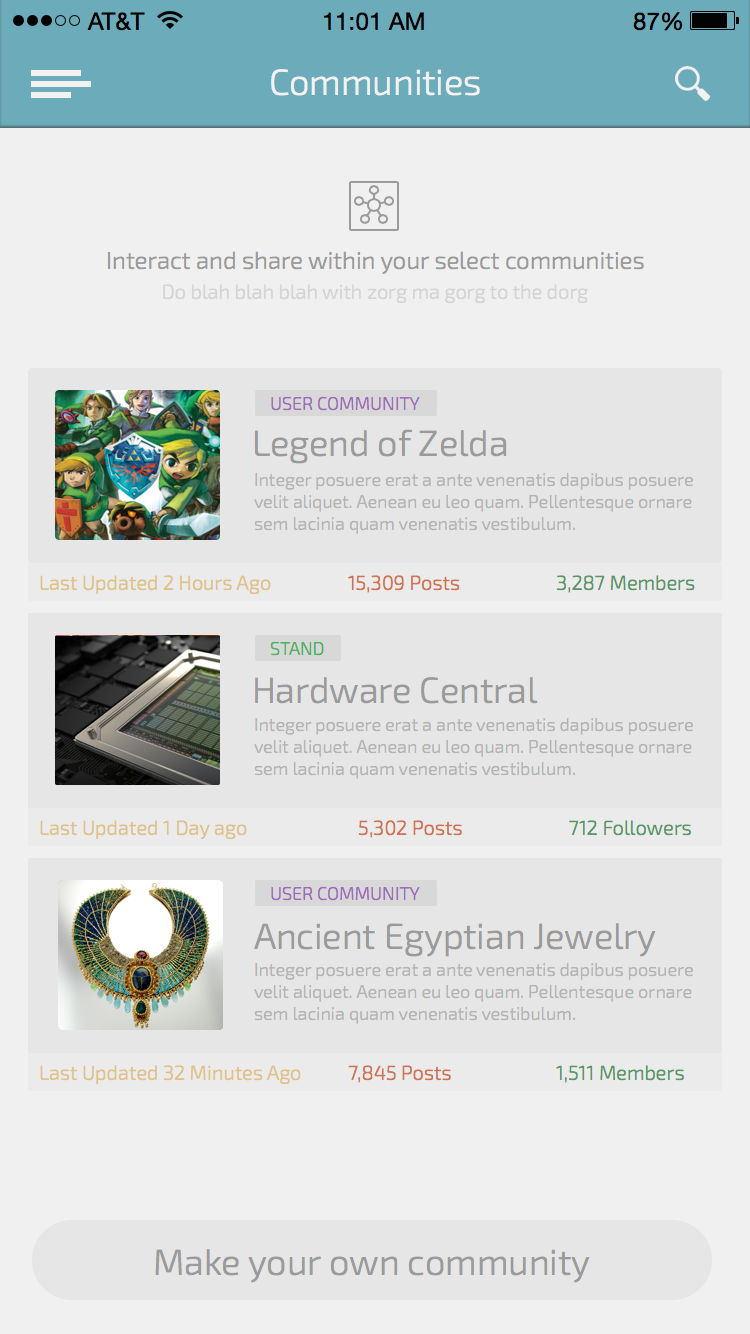 AT&T 11:01 AM 87%
Communities
Interact and share within your select communities
Do blah blah blah with zorg ma gorg to the dorg
USER COMMUNITY
Legend of Zelda
Integer posuere erat a ante venenatis dapibus posuere
velit aliquet. Aenean eu leo quam. Pellentesque ornare
sem lacinia quam venenatis vestibulum.
Last Updated 2 Hours Ago 15,309 Posts 3,287 Members
STAND
Hardware Central
Integer posuere erat a ante venenatis dapibus posuere
velit aliquet. Aenean eu leo quam. Pellentesque ornare
sem lacinia quam venenatis vestibulum.
Last Updated 1 Day ago 5,302 Posts 712 Followers
USER COMMUNITY
Ancient Egyptian Jewelry
Integer posuere erat a ante venenatis dapibus posuere
velit aliquet. Aenean eu leo quam. Pellentesque ornare
sem lacinia quam venenatis vestibulum.
Last Updated 32 Minutes Ago 7,845 Posts 1,511 Members
Make your own community